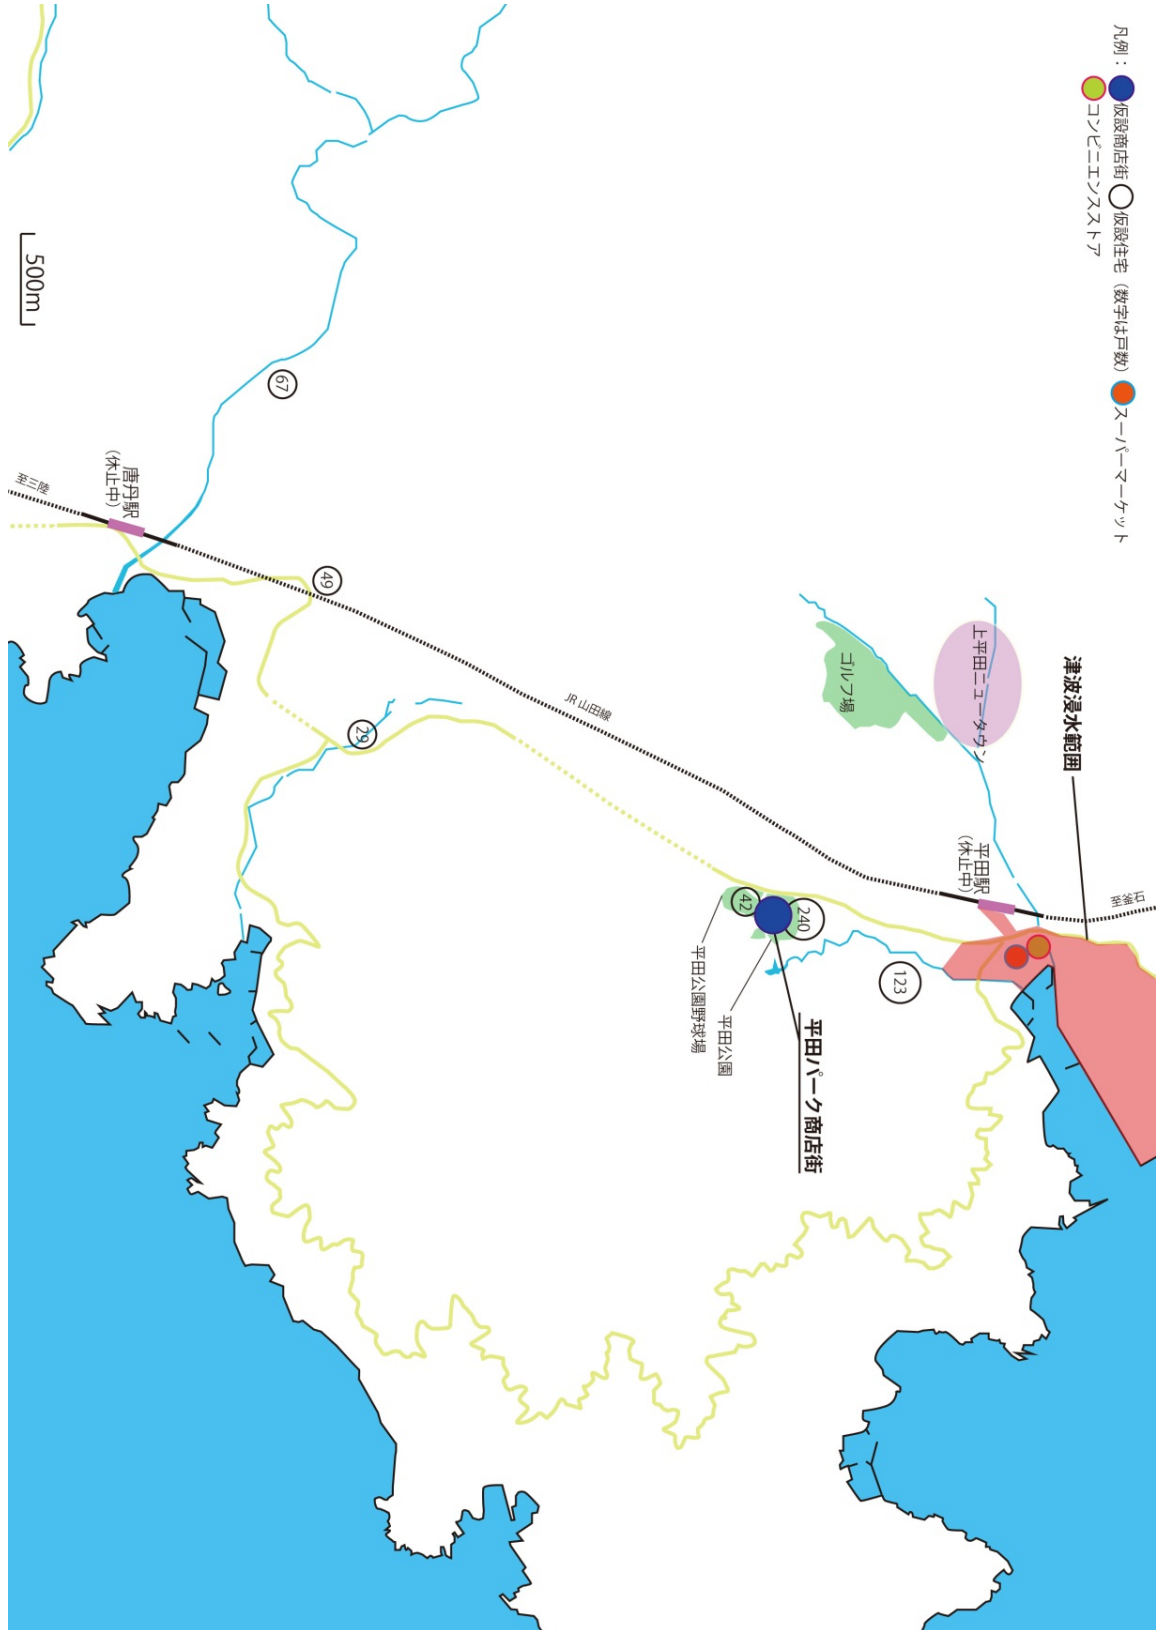 凡例：
仮設商店街
仮設住宅（数字は戸数）
スーパーマーケット
コンビニエンスストア
津波浸水範囲
上平田ニュータウン
ゴルフ場
至釜石
平田駅
(休止中)
240
42
123
平田パーク商店街
平田公園
平田公園野球場
JR 山田線
29
49
67
唐丹駅
(休止中)
至三陸
500m